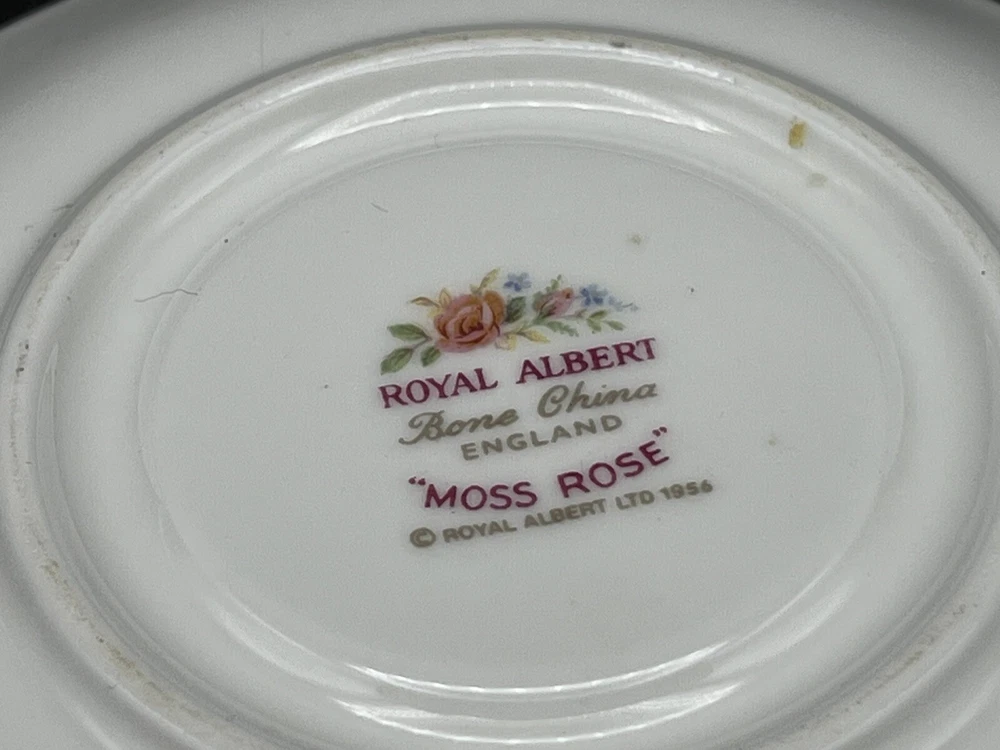 ROYAL ALBERT
Bone China
ENGLAND
“MOSS ROSE”
© ROYAL ALBERT LTD 1956